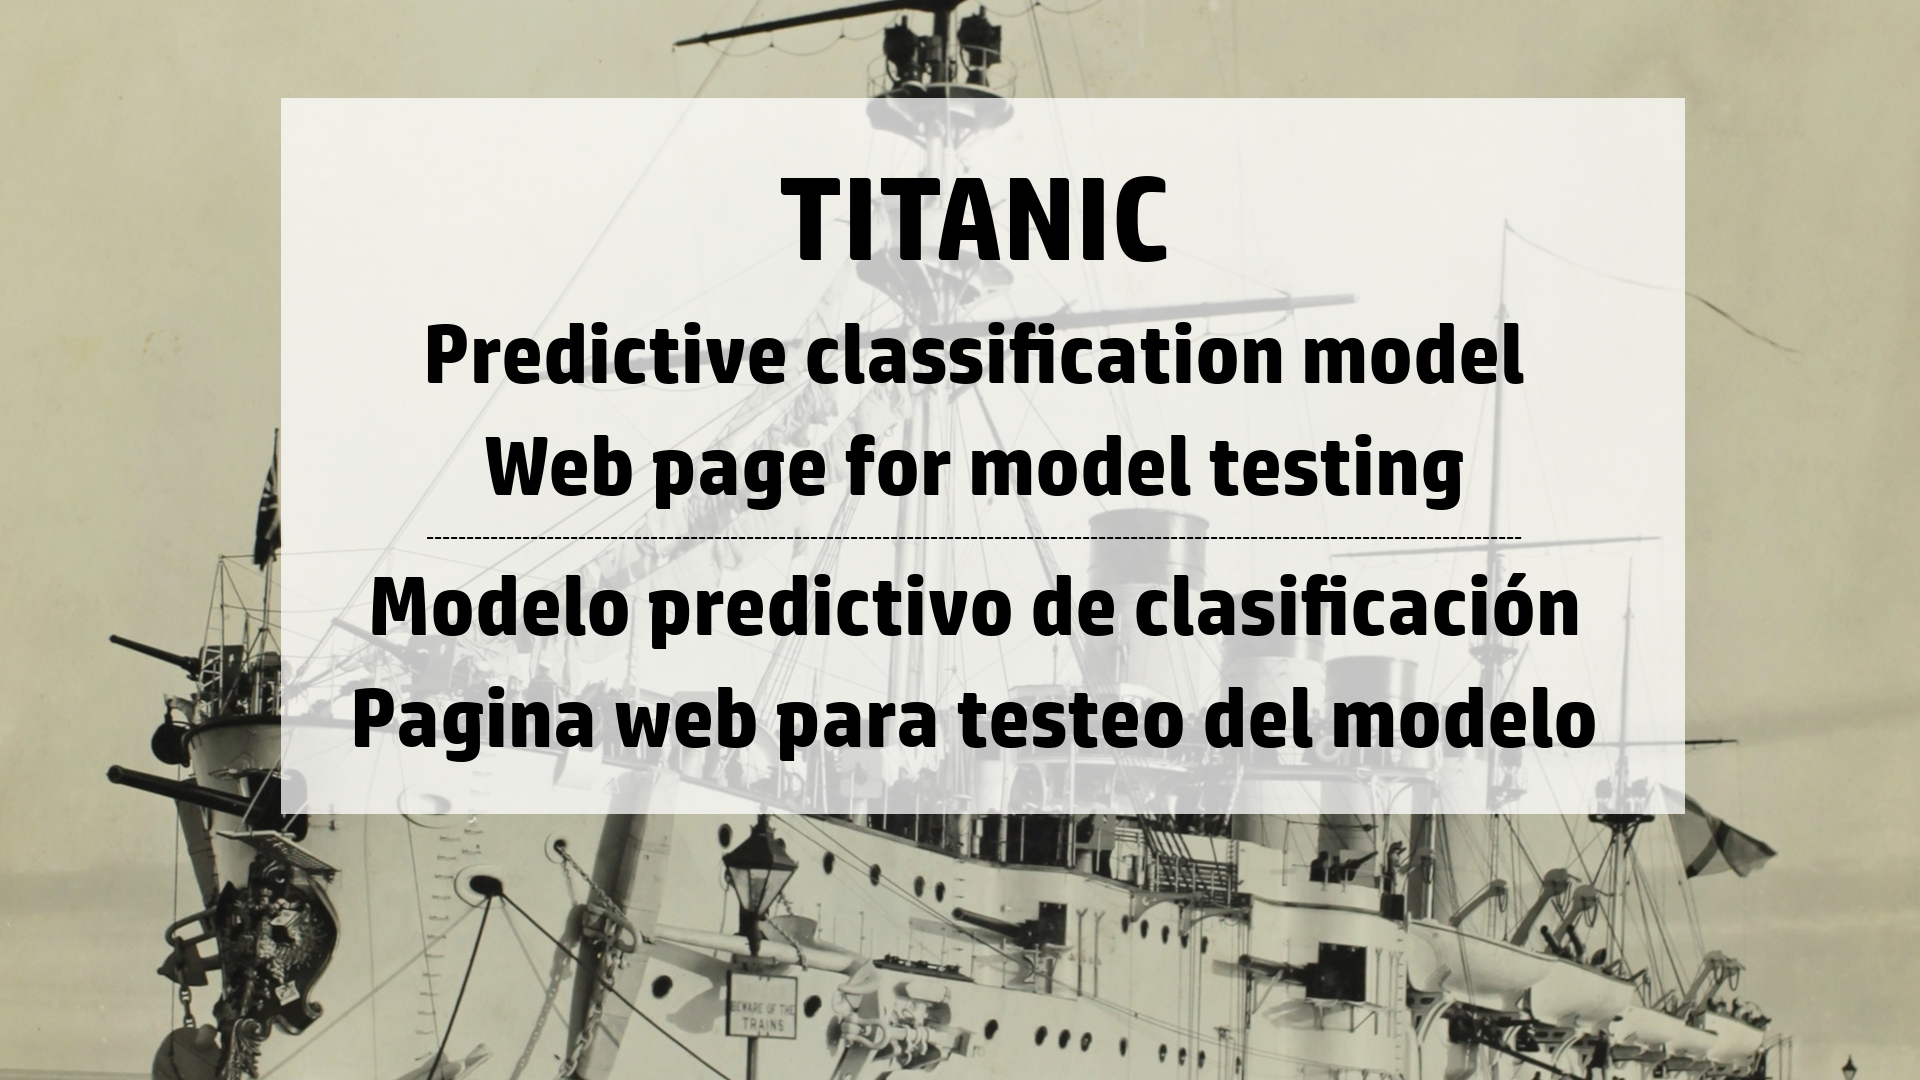 TITANIC
Predictive classification model
Web page for model testing
Modelo predictivo de clasificación
Pagina web para testeo del modelo
BEWARE OF THE
TRAINS